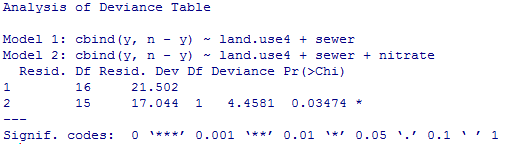 Analysis of Deviance Table
Model 1: cbind(y, n - y) ~ land.use4 + sewer
Model 2: cbind(y, n - y) ~ land.use4 + sewer + nitrate
  Resid. Df Resid. Dev Df Deviance Pr(>Chi)
1        16     21.502
2        15     17.044  1   4.4581  0.03474 *
---
Signif. codes:  0 ‘***’ 0.001 ‘**’ 0.01 ‘*’ 0.05 ‘.’ 0.1 ‘ ’ 1